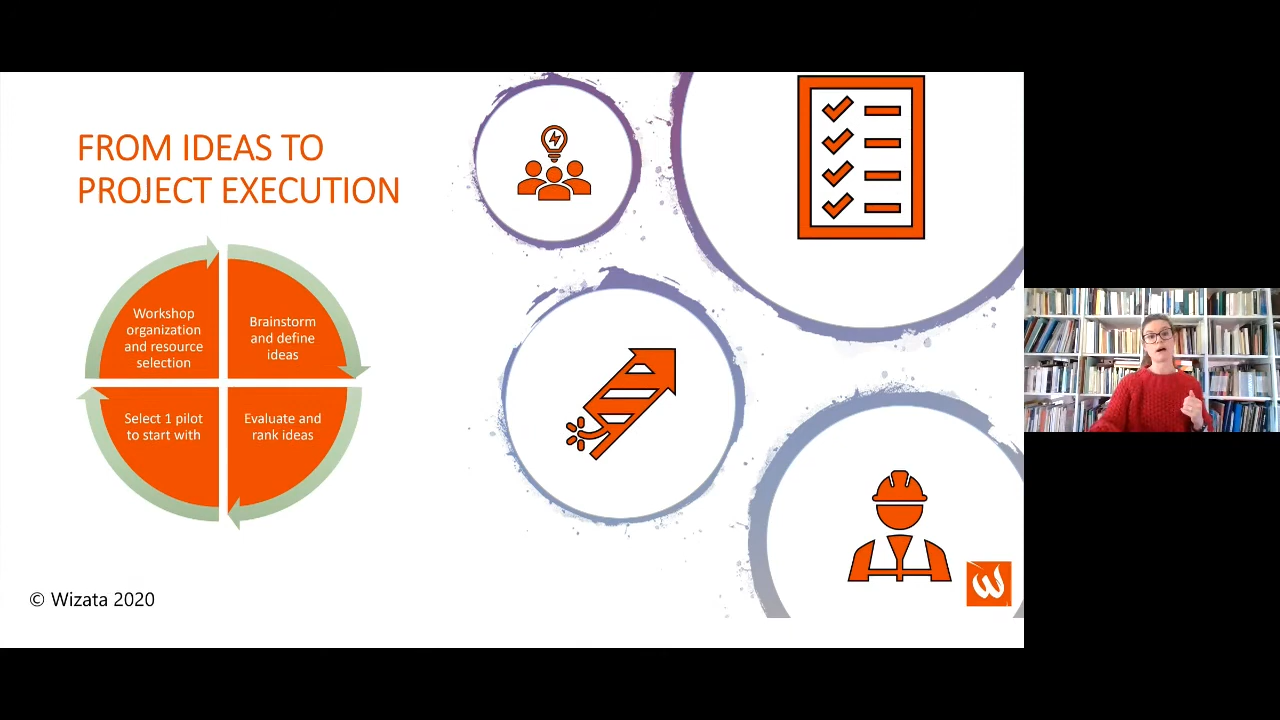 FROM IDEAS TO
PROJECT EXECUTION
Workshop
organization
and resource
selection
Brainstorm
and define
ideas
Select 1 pilot
to start with
Evaluate and
rank ideas
© Wizata 2020
W